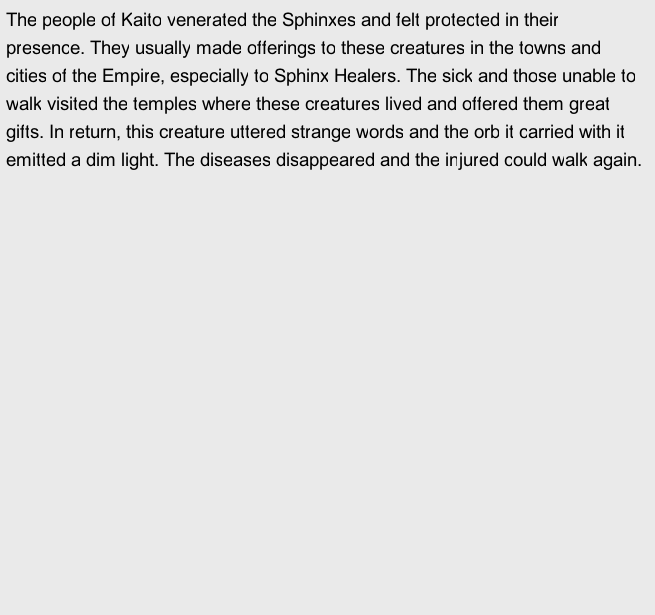 The people of Kaito venerated the Sphinxes and felt protected in their
presence. They usually made offerings to these creatures in the towns and
cities of the Empire, especially to Sphinx Healers. The sick and those unable to
walk visited the temples where these creatures lived and offered them great
gifts. In return, this creature uttered strange words and the orb it carried with it
emitted a dim light. The diseases disappeared and the injured could walk again.